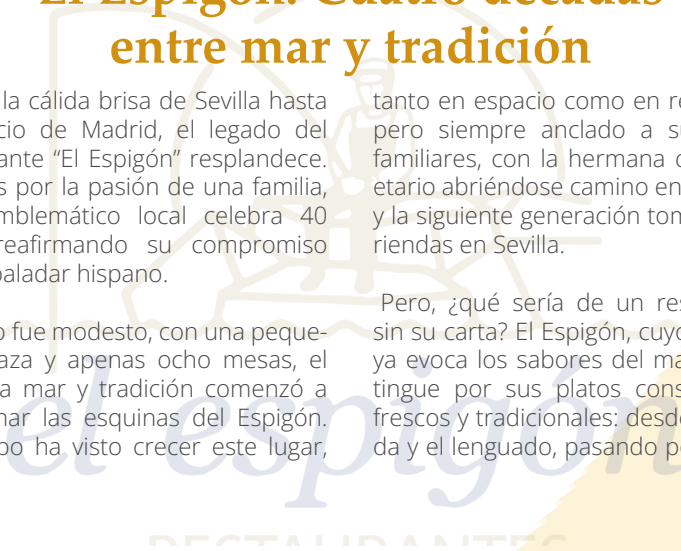 El Espigón: Cuatro décadas
entre mar y tradición
la cálida brisa de Sevilla hasta
cio de Madrid, el legado del
ante “El Espigón” resplandece.
s por la pasión de una familia,
mblemático local celebra 40
reafirmando su compromiso
paladar hispano.
o fue modesto, con una peque-
aza y apenas ocho mesas, el
a mar y tradición comenzó a
nar las esquinas del Espigón.
po ha visto crecer este lugar,
tanto en espacio como en re
pero siempre anclado a su
familiares, con la hermana d
etario abriéndose camino en
y la siguiente generación tom
riendas en Sevilla.
Pero, ¿qué sería de un res
sin su carta? El Espigón, cuyo
ya evoca los sabores del ma
tingue por sus platos cons
frescos y tradicionales: desde
da y el lenguado, pasando po
el espigón
RESTAURANTES